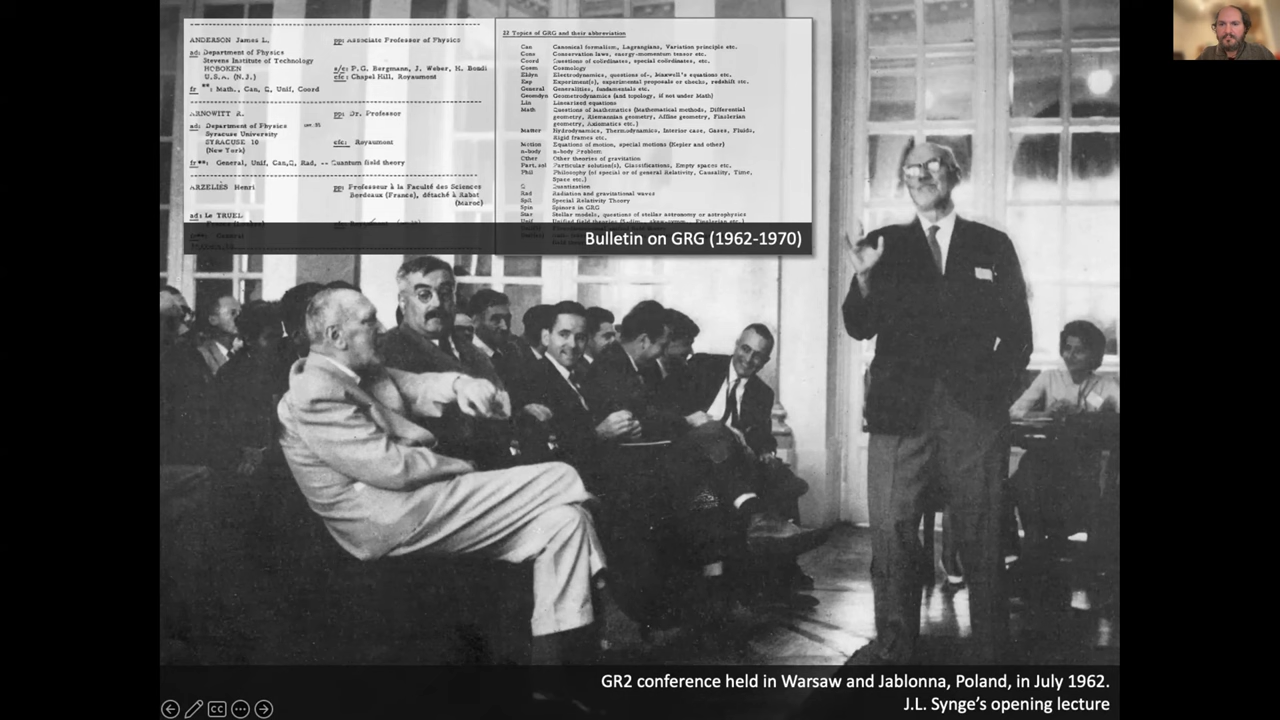 ANDERSON James L.
pp: Associate Professor of Physics
ad: Department of Physics
Stevens Institute of Technology
HOBOKEN
U.S.A. (N.J.)
a/c: P.G. Bergmann, J. Weber, H. Bondi
cfc: Chapel Hill, Royaumont
fr **: Math., Can, Q, Unif, Coord
ARNOWITT R.
pp: Dr. Professor
ad: Department of Physics
Syracuse University
SYRACUSE 10
(New York)
cfc: Royaumont
fr**: General, Unif, Can,Q, Rad, -- Quantum field theory
ARZELIÈS Henri
pp: Professeur à la Faculté des Sciences
Bordeaux (France), détaché à Rabat
(Maroc)
ad: Le TRUEL
23 Topics of GRG and their abbreviation
Can Canonical formalism, Lagrangians, Variation principle etc.
Cons Conservation laws, energy-momentum tensor etc.
Coord Questions of coordinates, special coordinates, etc.
Cosm Cosmology
Eldyn Electrodynamics, questions of-, Maxwell's equations etc.
Exp Experiment(s), experimental proposals or checks, redshift etc.
General Generalities, fundamentals etc.
Geomdyn Geometrodynamics (and topology, if not under Math)
Lin Linearized equations
Math Questions of Mathematics (Mathematical methods, Differential
geometry, Riemannian geometry, Affine geometry, Finslerian
geometry, Axiomatics etc.)
Matter Hydrodynamics, Thermodynamics, Interior case, Gases, Fluids,
Rigid frames etc.
Motion Equations of motion, special motions (Kepler and other)
n-body n-body Problem
Other Other theories of gravitation
Part. sol Particular solution(s), Classifications, Empty spaces etc.
Phil Philosophy (of special or of general Relativity, Causality, Time,
Space etc.)
Q Quantization
Rad Radiation and gravitational waves
Spil Special Relativity Theory
Spin Spinors in GRG
Star Stellar models, questions of stellar astronomy or astrophysics
Bulletin on GRG (1962-1970)
GR2 conference held in Warsaw and Jablonna, Poland, in July 1962.
J.L. Synge's opening lecture
CC